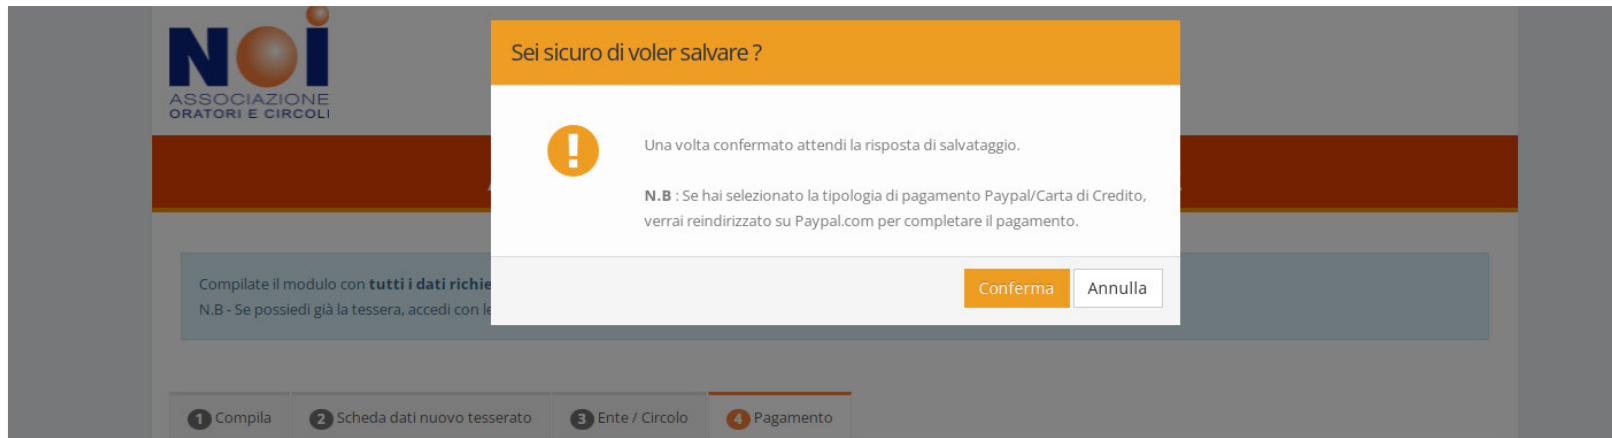 NOi
ASSOCIAZIONE
ORATORI E CIRCOLI
Sei sicuro di voler salvare ?
Una volta confermato attendi la risposta di salvataggio.
N.B : Se hai selezionato la tipologia di pagamento Paypal/Carta di Credito,
verrai reindirizzato su Paypal.com per completare il pagamento.
Conferma Annulla
Compilate il modulo con tutti i dati richie
N.B - Se possiedi già la tessera, accedi con le
1 Compila 2 Scheda dati nuovo tesserato 3 Ente / Circolo 4 Pagamento